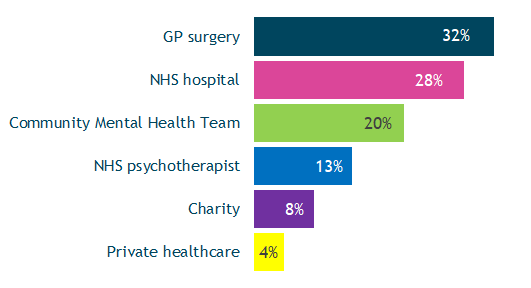 GP surgery 32%
NHS hospital 28%
Community Mental Health Team 20%
NHS psychotherapist 13%
Charity 8%
Private healthcare 4%